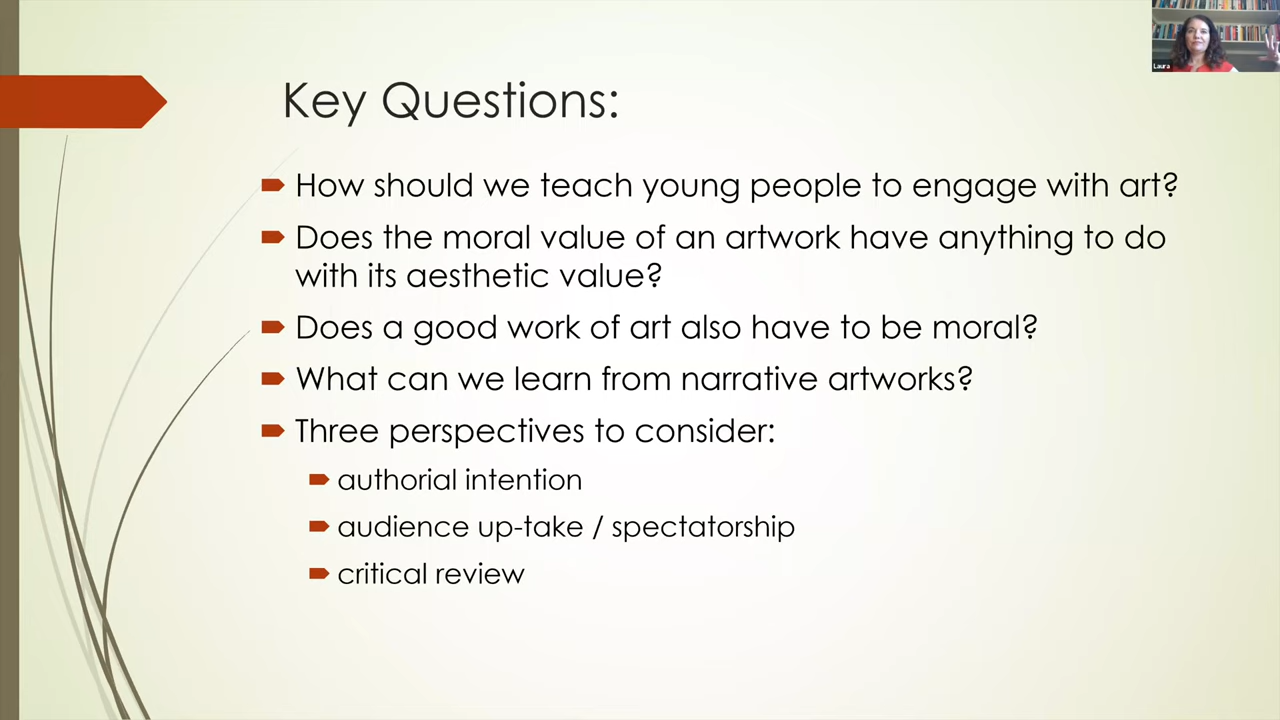 Laura
Key Questions:
How should we teach young people to engage with art?
Does the moral value of an artwork have anything to do
with its aesthetic value?
Does a good work of art also have to be moral?
What can we learn from narrative artworks?
Three perspectives to consider:
authorial intention
audience up-take / spectatorship
critical review